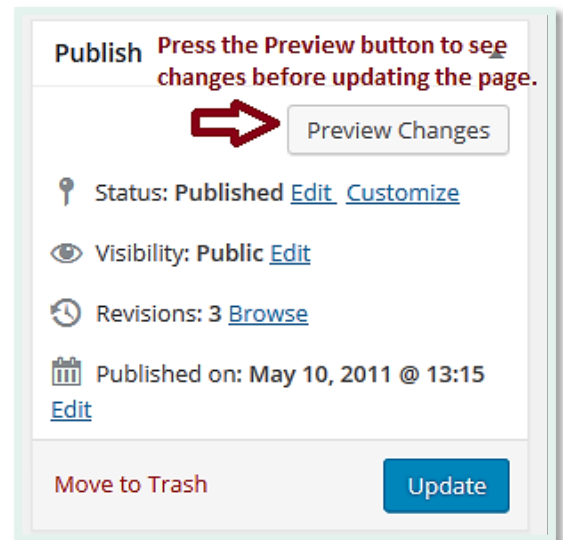 Publish Press the Preview button to see
changes before updating the page.
Preview Changes
Status: Published Edit Customize
Visibility: Public Edit
Revisions: 3 Browse
Published on: May 10, 2011 @ 13:15
Edit
Move to Trash Update